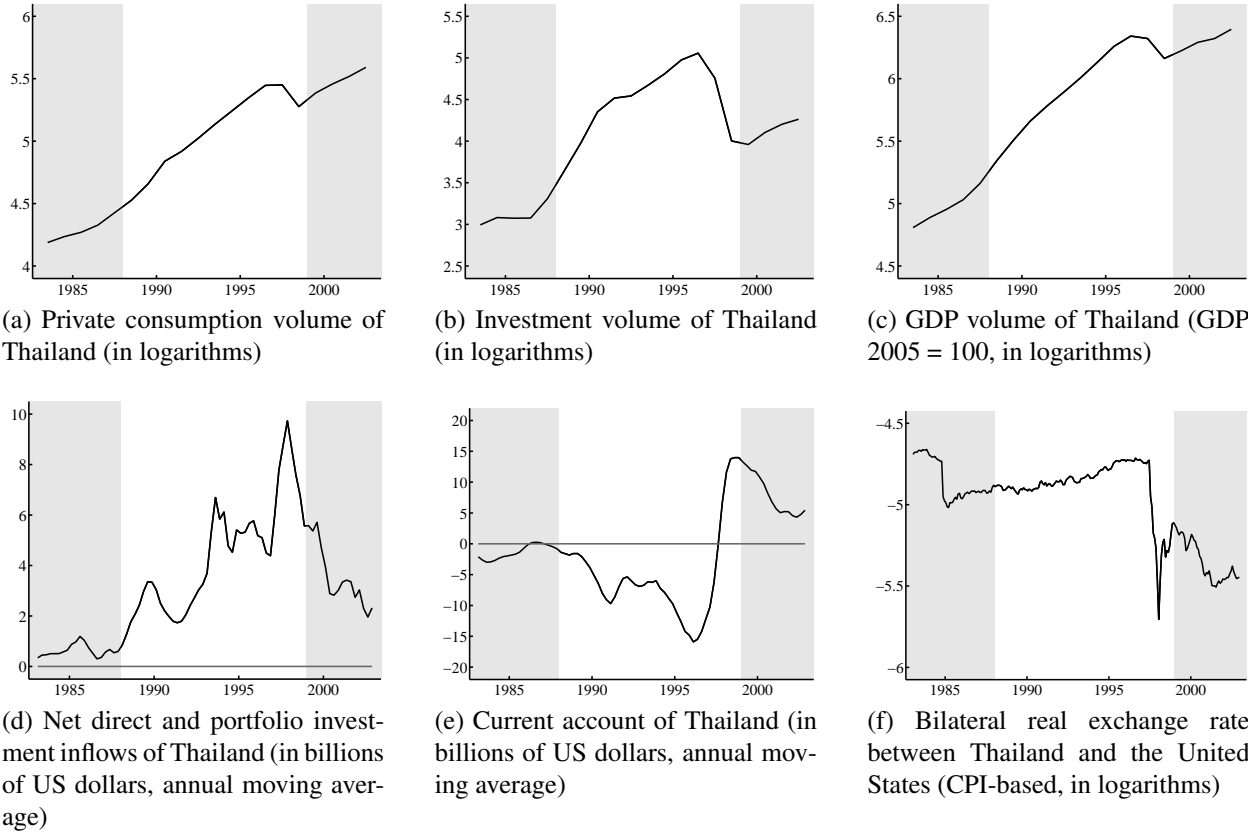 6
5.5
5
4.5
4
1985 1990 1995 2000
(a) Private consumption volume of
Thailand (in logarithms)
5.5
5
4.5
4
3.5
3
2.5
1985 1990 1995 2000
(b) Investment volume of Thailand
(in logarithms)
6.5
6
5.5
5
4.5
1985 1990 1995 2000
(c) GDP volume of Thailand (GDP
2005 = 100, in logarithms)
10
8
6
4
2
0
1985 1990 1995 2000
(d) Net direct and portfolio invest-
ment inflows of Thailand (in billions
of US dollars, annual moving aver-
age)
20
15
10
5
0
−5
−10
−15
−20
1985 1990 1995 2000
(e) Current account of Thailand (in
billions of US dollars, annual mov-
ing average)
−4.5
−5
−5.5
−6
1985 1990 1995 2000
(f) Bilateral real exchange rate
between Thailand and the United
States (CPI-based, in logarithms)